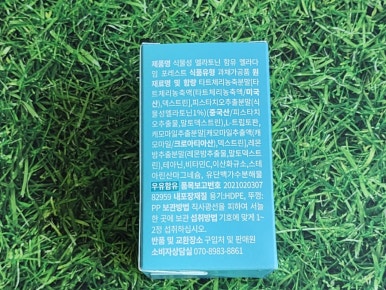 제품명 식물성 멜라토닌 함유 멜라다
임 포레스트 식품유형 과채가공품 원
재료명 및 함량 타트체리농축분말(타
트체리농축액(타트체리농축액/미국
산),덱스트린),피스타치오추출분말(식
물성멜라토닌1%)(중국산/피스타치
오추출물,말토덱스트린),L-트립토판,
캐모마일추출분말(캐모마일추출액(캐
모마일/크로아티아산),덱스트린),레몬
밤추출분말(레몬밤추출물,말토덱스트
린),테아닌,비타민C,이산화규소,스테
아린산마그네슘, 유단백가수분해물
우유함유 품목보고번호 2021020307
82959 내포장재질 용기:HDPE, 뚜껑:
PP 보관방법 직사광선을 피하여 서늘
한 곳에 보관 섭취방법 기호에 맞게 1~
2정 섭취하십시오.
반품 및 교환장소 구입처 및 판매원
소비자상담실 070-8983-8861